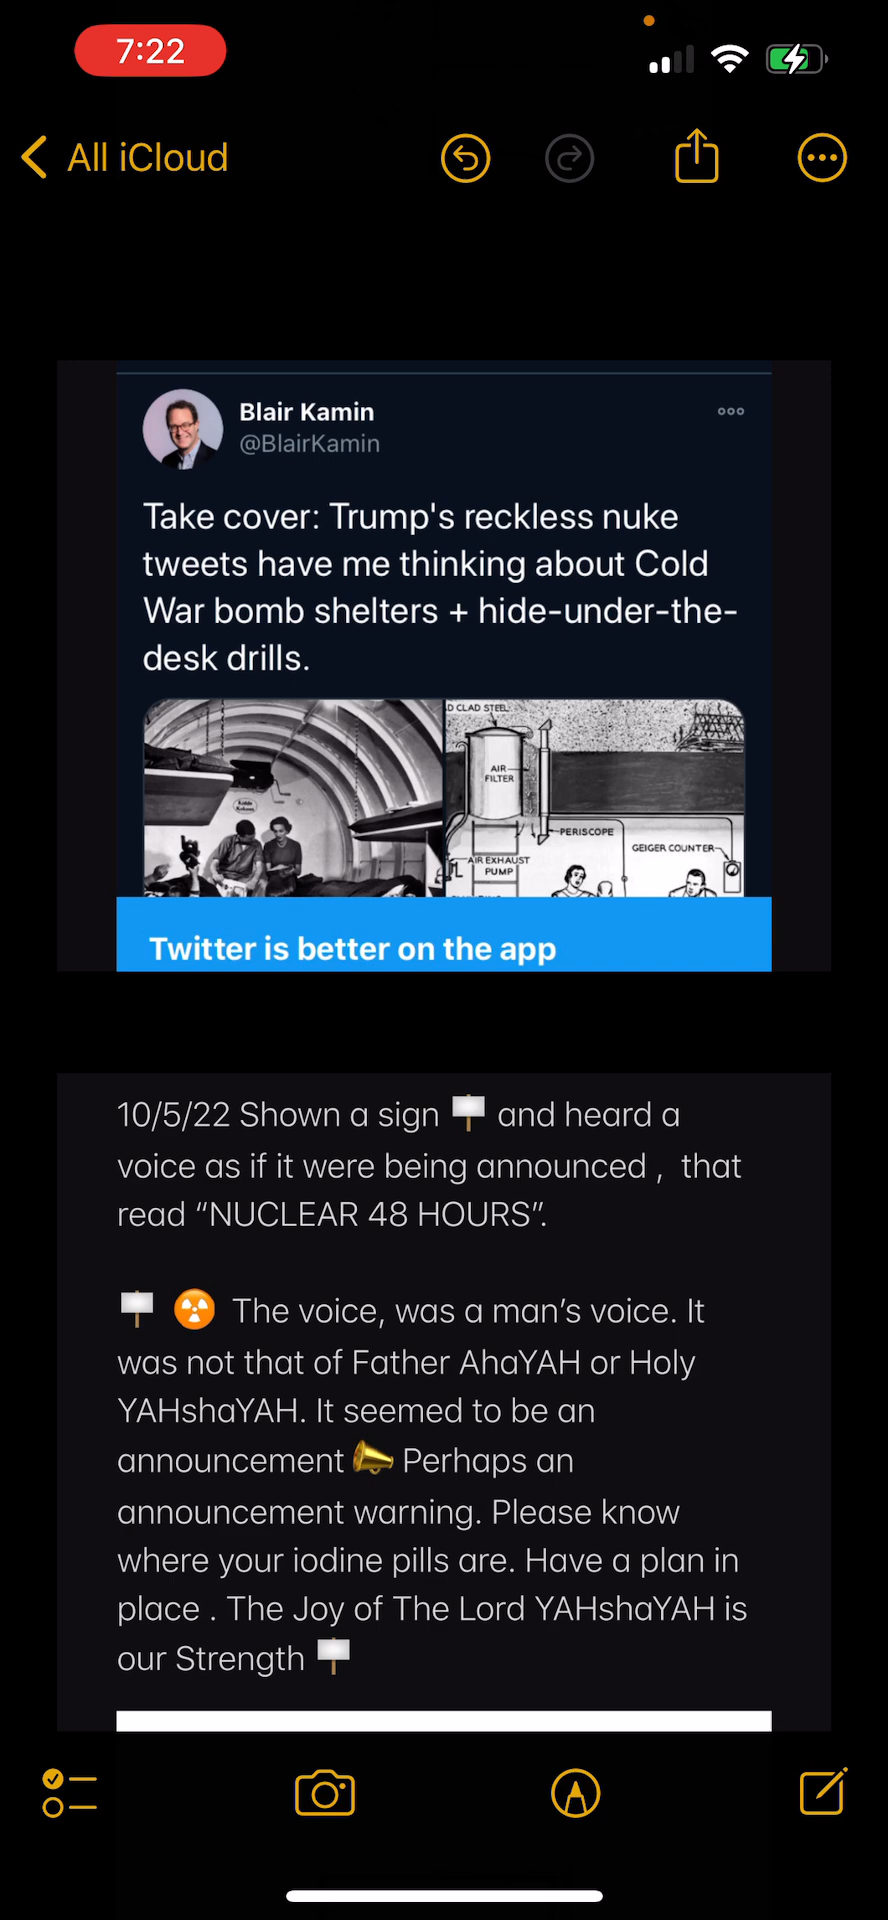 7:22
All iCloud
Blair Kamin
@BlairKamin
Take cover: Trump's reckless nuke
tweets have me thinking about Cold
War bomb shelters + hide-under-the-
desk drills.
D CLAD STEEL
AIR
FILTER
PERISCOPE
GEIGER COUNTER
AIR EXHAUST
PUMP
Twitter is better on the app
10/5/22 Shown a sign 🪧 and heard a
voice as if it were being announced , that
read “NUCLEAR 48 HOURS”.
🪧 ☢️ The voice, was a man’s voice. It
was not that of Father AhaYAH or Holy
YAHshaYAH. It seemed to be an
announcement 📣 Perhaps an
announcement warning. Please know
where your iodine pills are. Have a plan in
place . The Joy of The Lord YAHshaYAH is
our Strength 🪧